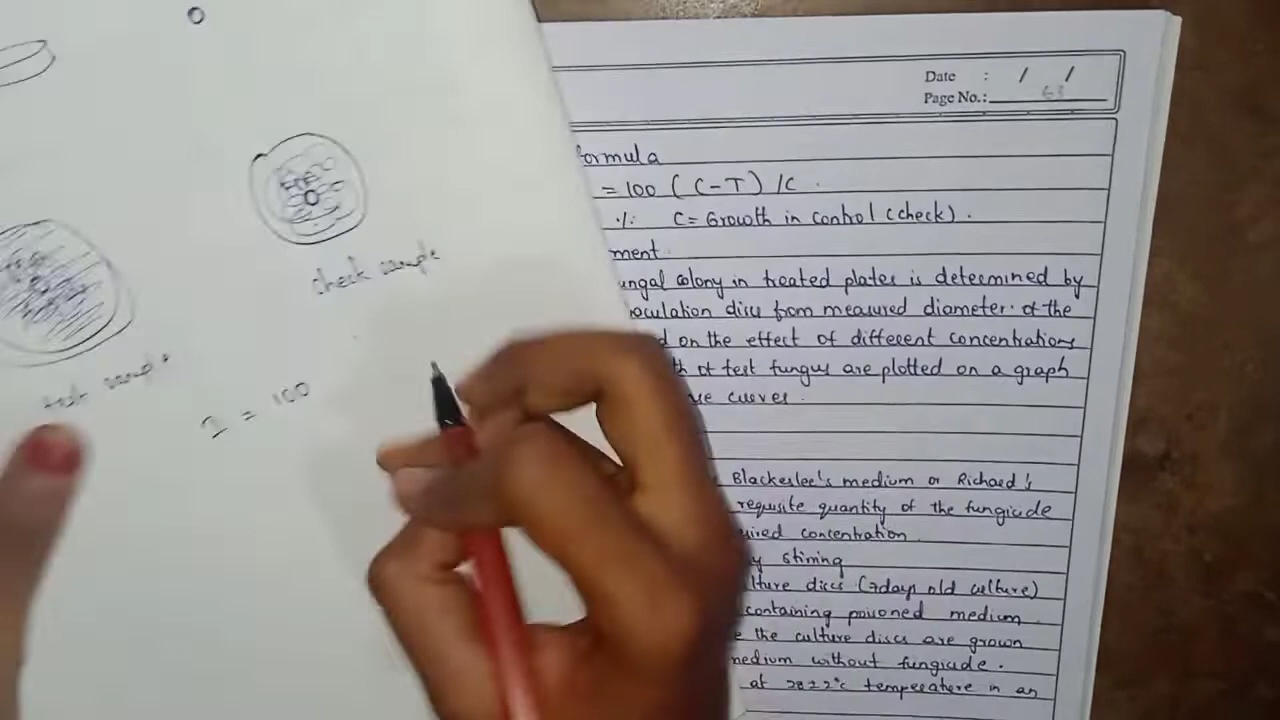 check sample
test sample
I = 100
Date : / /
Page No.: 63
formula
= 100 (C-T) /C.
%. C = Growth in control (check).
ment.
ungal colony in treated plates is determined by
oculation discs from measured diameter. of the
d on the effect of different concentrations
th of test fungus are plotted on a graph
se curves.
Blackerlee's medium or Richard's
requisite quantity of the fungicide
uired concentration.
y stirring
lture discs (7days old culture)
containing poisoned medium.
e the culture discs are grown
medium without fungicide.
at 28±2°c temperature in an